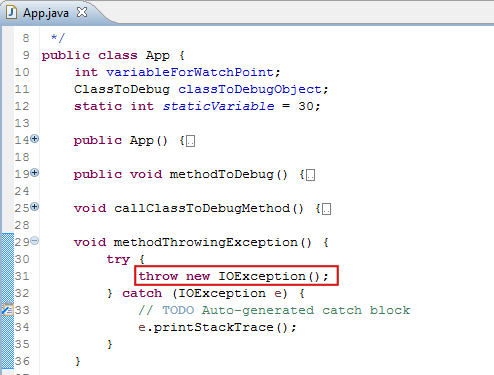 App.java
8 */
9 public class App {
10 int variableForWatchPoint;
11 ClassToDebug classToDebugObject;
12 static int staticVariable = 30;
13
14 public App() {..
18
19 public void methodToDebug() {..
24
25 void callClassToDebugMethod() {..
28
29 void methodThrowingException() {
30 try {
31 throw new IOException();
32 } catch (IOException e) {
33 // TODO Auto-generated catch block
34 e.printStackTrace();
35 }
36 }